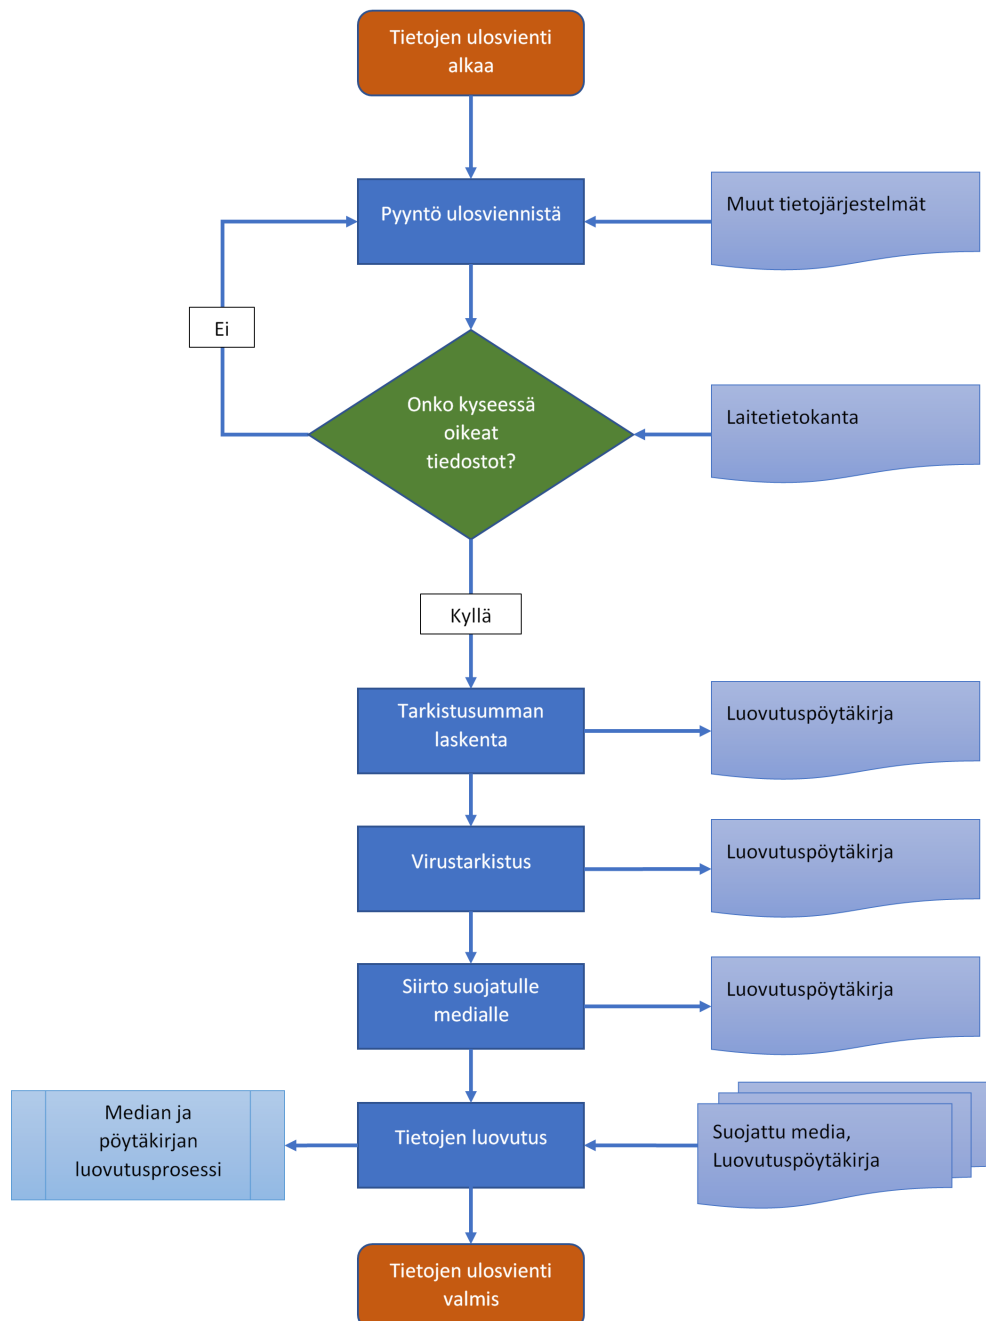 Tietojen ulosvienti
alkaa
Pyyntö ulosviennistä
Muut tietojärjestelmät
Ei
Onko kyseessä
oikeat
tiedostot?
Laitetietokanta
Kyllä
Tarkistusumman
laskenta
Luovutuspöytäkirja
Virustarkistus
Luovutuspöytäkirja
Siirto suojatulle
medialle
Luovutuspöytäkirja
Median ja
pöytäkirjan
luovutusprosessi
Tietojen luovutus
Suojattu media,
Luovutuspöytäkirja
Tietojen ulosvienti
valmis